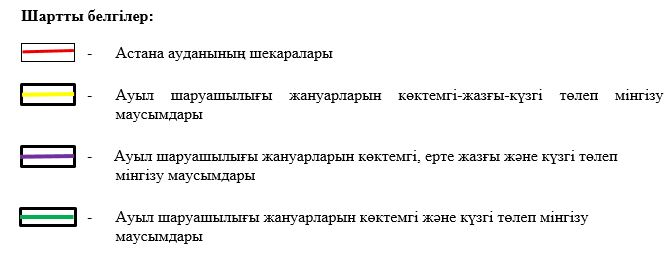 Шартты белгілер:
- Астана ауданының шекаралары
- Ауыл шаруашылығы жануарларын көктемгі-жазғы-күзгі төлеп мінгізу
маусымдары
- Ауыл шаруашылығы жануарларын көктемгі, ерте жазғы және күзгі төлеп
мінгізу маусымдары
- Ауыл шаруашылығы жануарларын көктемгі және күзгі төлеп мінгізу
маусымдары